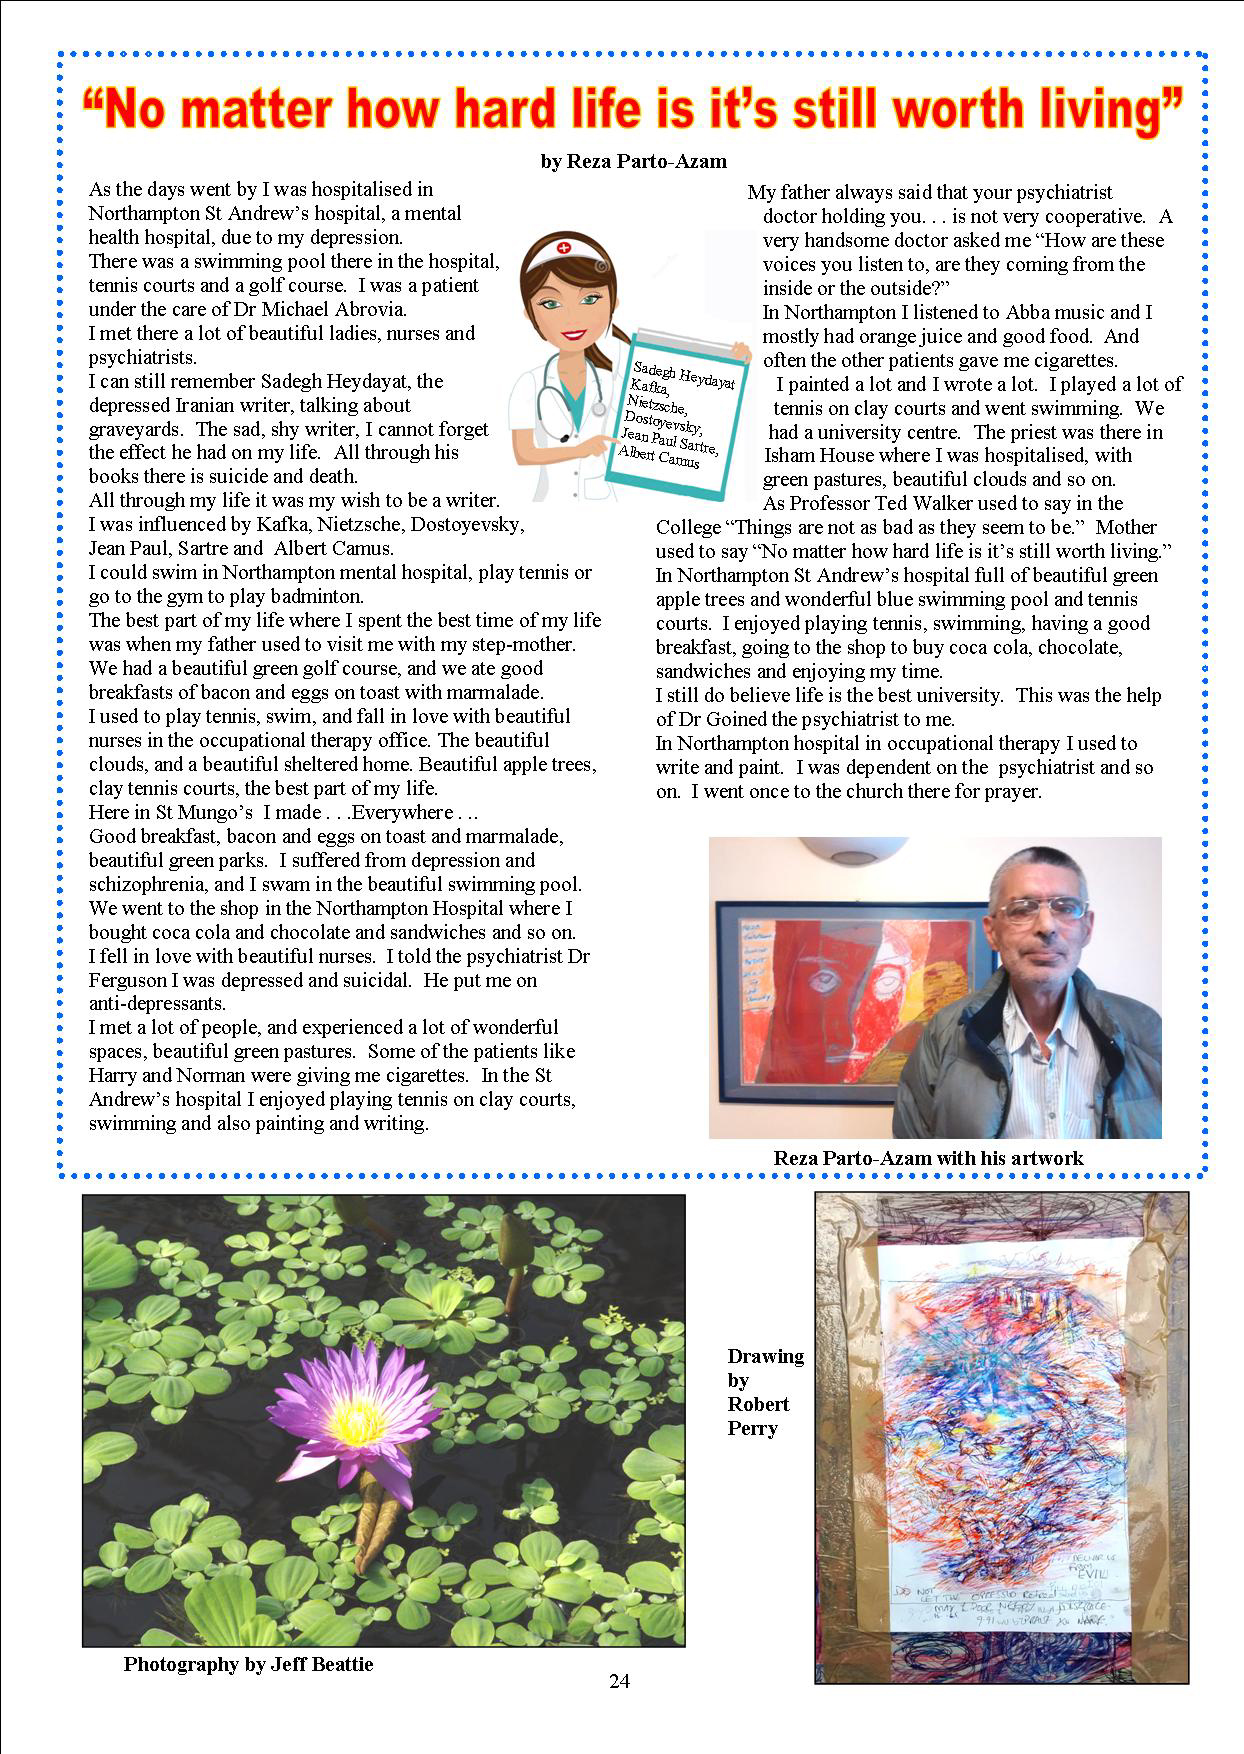 “No matter how hard life is it’s still worth living”
by Reza Parto-Azam
As the days went by I was hospitalised in
Northampton St Andrew’s hospital, a mental
health hospital, due to my depression.
There was a swimming pool there in the hospital,
tennis courts and a golf course.  I was a patient
under the care of Dr Michael Abrovia.
I met there a lot of beautiful ladies, nurses and
psychiatrists.
I can still remember Sadegh Heydayat, the
depressed Iranian writer, talking about
graveyards.  The sad, shy writer, I cannot forget
the effect he had on my life.  All through his
books there is suicide and death.
All through my life it was my wish to be a writer.
I was influenced by Kafka, Nietzsche, Dostoyevsky,
Jean Paul, Sartre and  Albert Camus.
I could swim in Northampton mental hospital, play tennis or
go to the gym to play badminton.
The best part of my life where I spent the best time of my life
was when my father used to visit me with my step-mother.
We had a beautiful green golf course, and we ate good
breakfasts of bacon and eggs on toast with marmalade.
I used to play tennis, swim, and fall in love with beautiful
nurses in the occupational therapy office. The beautiful
clouds, and a beautiful sheltered home. Beautiful apple trees,
clay tennis courts, the best part of my life.
Here in St Mungo’s  I made . . .Everywhere . ..
Good breakfast, bacon and eggs on toast and marmalade,
beautiful green parks.  I suffered from depression and
schizophrenia, and I swam in the beautiful swimming pool.
We went to the shop in the Northampton Hospital where I
bought coca cola and chocolate and sandwiches and so on.
I fell in love with beautiful nurses.  I told the psychiatrist Dr
Ferguson I was depressed and suicidal.  He put me on
anti-depressants.
I met a lot of people, and experienced a lot of wonderful
spaces, beautiful green pastures.  Some of the patients like
Harry and Norman were giving me cigarettes.  In the St
Andrew’s hospital I enjoyed playing tennis on clay courts,
swimming and also painting and writing.
Sadegh Heydayat
Kafka,
Nietzsche,
Dostoyevsky,
Jean Paul Sartre,
Albert Camus
My father always said that your psychiatrist
doctor holding you. . . is not very cooperative.  A
very handsome doctor asked me “How are these
voices you listen to, are they coming from the
inside or the outside?”
In Northampton I listened to Abba music and I
mostly had orange juice and good food.  And
often the other patients gave me cigarettes.
I painted a lot and I wrote a lot.  I played a lot of
tennis on clay courts and went swimming.  We
had a university centre.  The priest was there in
Isham House where I was hospitalised, with
green pastures, beautiful clouds and so on.
As Professor Ted Walker used to say in the
College “Things are not as bad as they seem to be.”  Mother
used to say “No matter how hard life is it’s still worth living.”
In Northampton St Andrew’s hospital full of beautiful green
apple trees and wonderful blue swimming pool and tennis
courts.  I enjoyed playing tennis, swimming, having a good
breakfast, going to the shop to buy coca cola, chocolate,
sandwiches and enjoying my time.
I still do believe life is the best university.  This was the help
of Dr Goined the psychiatrist to me.
In Northampton hospital in occupational therapy I used to
write and paint.  I was dependent on the  psychiatrist and so
on.  I went once to the church there for prayer.
Reza Parto-Azam with his artwork
Drawing
by
Robert
Perry
FROM
EVIL
NOT
LET THE
MAY
Photography by Jeff Beattie
24